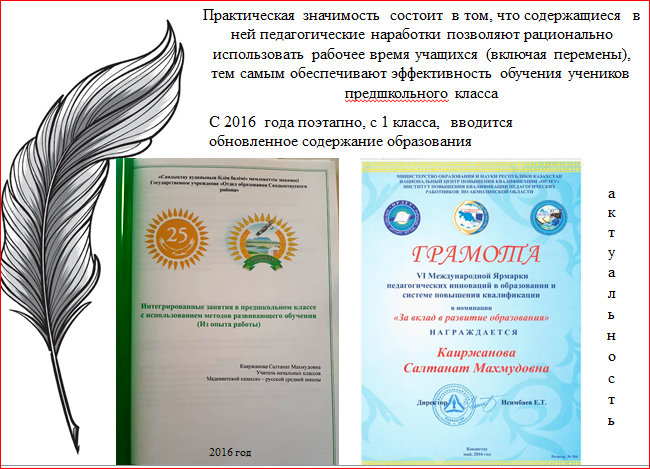 Практическая значимость состоит в том, что содержащиеся в
ней педагогические наработки позволяют рационально
использовать рабочее время учащихся (включая перемены),
тем самым обеспечивают эффективность обучения учеников
предшкольного класса
С 2016 года поэтапно, с 1 класса, вводится
обновленное содержание образования
«Сандықтау ауданының білім бөлімі» мемлекеттік мекемесі
Государственное учреждение «Отдел образования Сандыктауского
района»
25
Интегрированные занятия в предшкольном классе
с использованием методов развивающего обучения
(Из опыта работы)
Каиржанова Салтанат Махмудовна
Учитель начальных классов
Мадениетской казахско – русской средней школы
2016 год
МИНИСТЕРСТВО ОБРАЗОВАНИЯ И НАУКИ РЕСПУБЛИКИ КАЗАХСТАН
НАЦИОНАЛЬНЫЙ ЦЕНТР ПОВЫШЕНИЯ КВАЛИФИКАЦИИ «ӨРЛЕУ»
ИНСТИТУТ ПОВЫШЕНИЯ КВАЛИФИКАЦИИ ПЕДАГОГИЧЕСКИХ
РАБОТНИКОВ ПО АКМОЛИНСКОЙ ОБЛАСТИ
ГРАМОТА
VI Международной Ярмарки
педагогических инноваций в образовании и
системе повышения квалификации
в номинации
«За вклад в развитие образования»
НАГРАЖДАЕТСЯ
Каиржанова
Салтанат Махмудовна
Директор Исимбаев Е.Т.
Кокшетау
май, 2016 год
актуальность